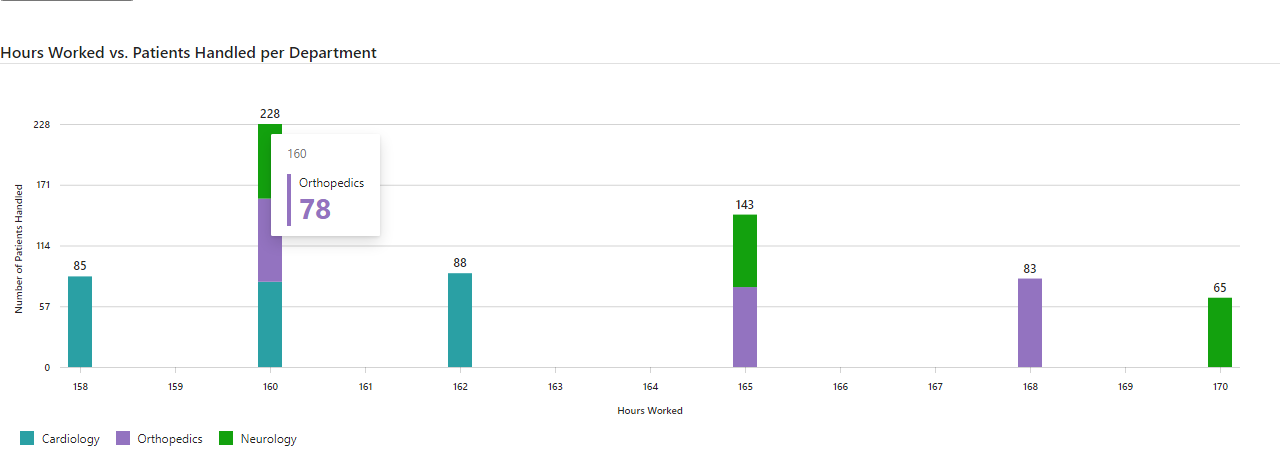 Hours Worked vs. Patients Handled per Department
228
228
160
Orthopedics
78
171
143
114
85
88
83
65
57
0
Number of Patients Handled
158 159 160 161 162 163 164 165 166 167 168 169 170
Hours Worked
Cardiology Orthopedics Neurology